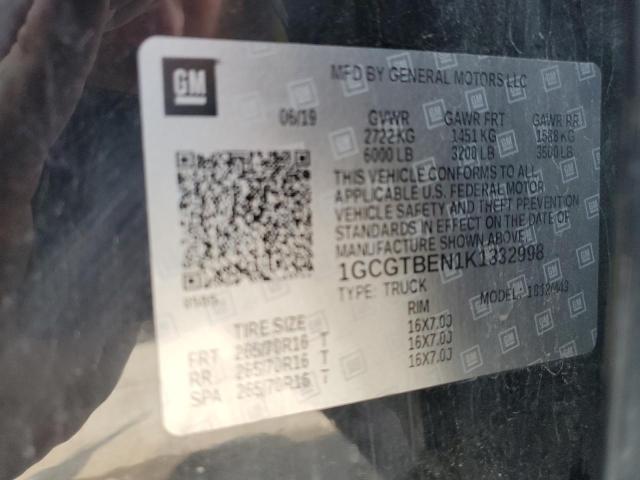 GM
MFD BY GENERAL MOTORS LLC
06/19 GVWR GAWR FRT GAWR RR
2722 KG 1451 KG 1588 KG
6000 LB 3200 LB 3500 LB
THIS VEHICLE CONFORMS TO ALL
APPLICABLE U.S. FEDERAL MOTOR
VEHICLE SAFETY AND THEFT PREVENTION
STANDARDS IN EFFECT ON THE DATE OF
MANUFACTURE SHOWN ABOVE.
1GCGTBEN1K1332998
TYPE: TRUCK MODEL:
TIRE SIZE RIM
FRT 265/70R16 T 16X7.0J
RR 265/70R16 T 16X7.0J
SPA 265/70R16 T 16X7.0J